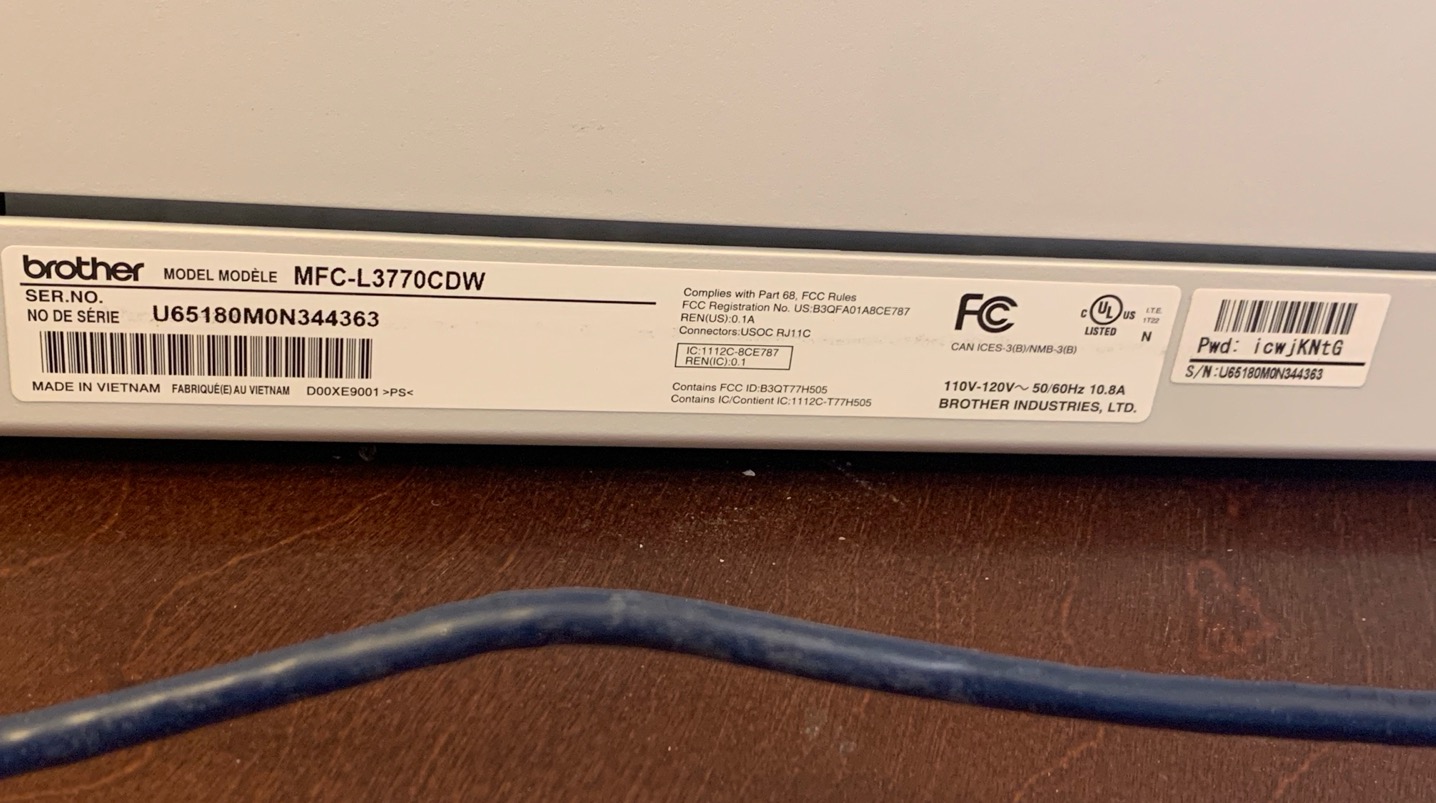 brother MODEL MODÈLE MFC-L3770CDW
SER.NO.
NO DE SÉRIE U65180M0N344363
MADE IN VIETNAM FABRIQUÉ(E)AU VIETNAM D00XE9001 >PS<
Complies with Part 68, FCC Rules
FCC Registration No. US:B3QFA01A8CE787
REN(US):0.1A
Connectors:USOC RJ11C
IC:1112C-8CE787
REN(IC):0.1
Contains FCC ID:B3QT77H505
Contains IC/Contient IC:1112C-T77H505
FC
CAN ICES-3(B)/NMB-3(B)
C UL US
LISTED
I.T.E.
1T22
N
110V-120V～ 50/60Hz 10.8A
BROTHER INDUSTRIES, LTD.
Pwd: icwjKNtG
S/N:U65180M0N344363